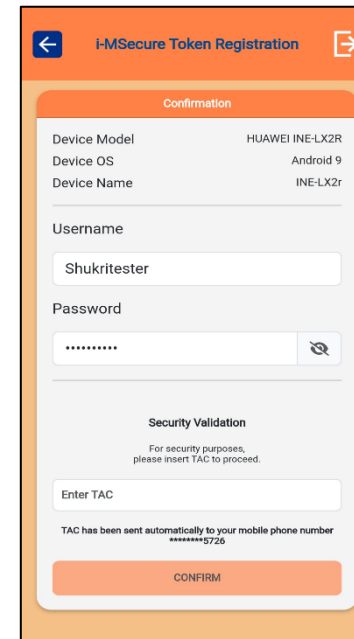 i-MSecure Token Registration
Confirmation
Device Model HUAWEI INE-LX2R
Device OS Android 9
Device Name INE-LX2r
Username
Shukritester
Password
••••••••••
Security Validation
For security purposes,
please insert TAC to proceed.
Enter TAC
TAC has been sent automatically to your mobile phone number
********5726
CONFIRM